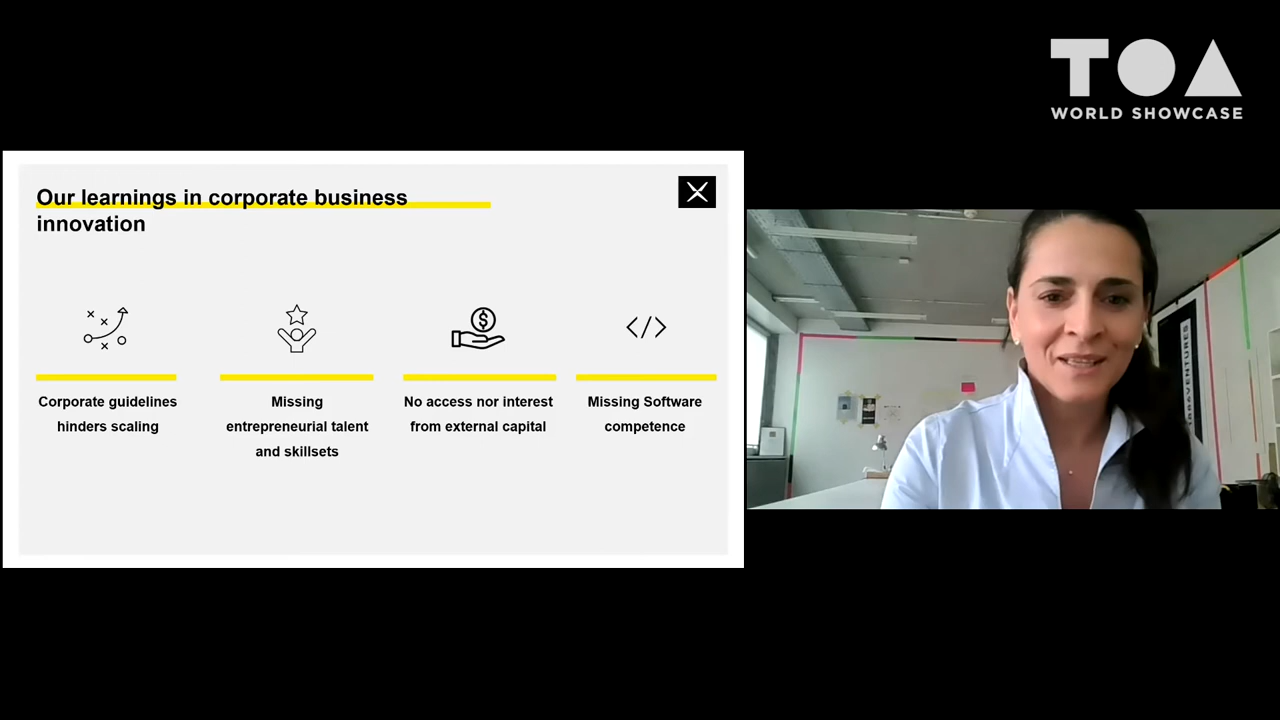 TOA
WORLD SHOWCASE
Our learnings in corporate business
innovation
Corporate guidelines
hinders scaling
Missing
entrepreneurial talent
and skillsets
No access nor interest
from external capital
Missing Software
competence